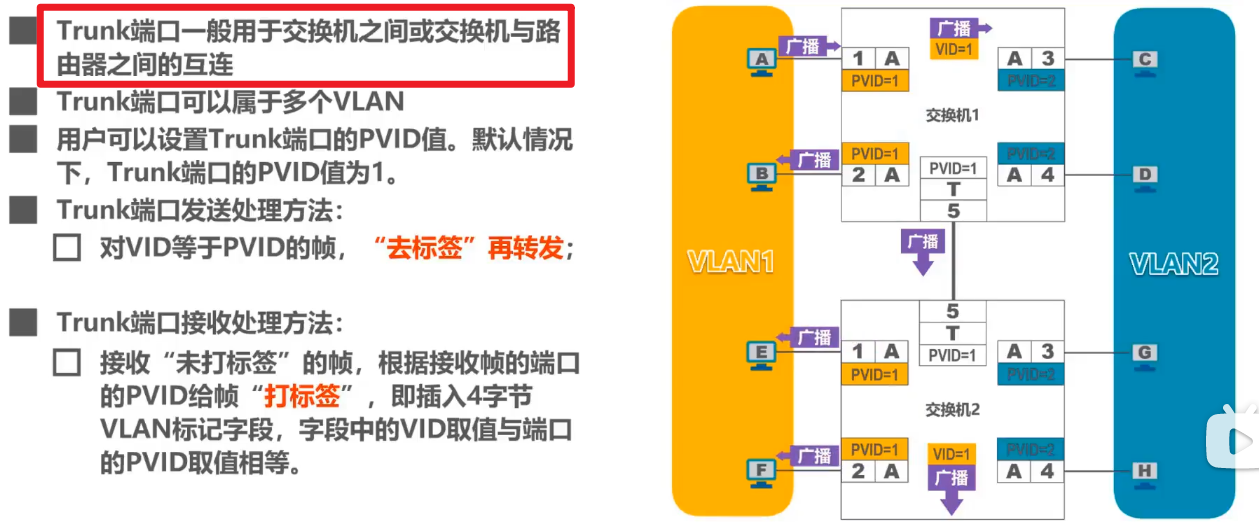 Trunk端口一般用于交换机之间或交换机与路
由器之间的互连
Trunk端口可以属于多个VLAN
用户可以设置Trunk端口的PVID值。默认情况
下，Trunk端口的PVID值为1。
Trunk端口发送处理方法：
对VID等于PVID的帧，“去标签”再转发；
Trunk端口接收处理方法：
接收“未打标签”的帧，根据接收帧的端口
的PVID给帧“打标签”，即插入4字节
VLAN标记字段，字段中的VID取值与端口
的PVID取值相等。
VLAN1
A
广播
B
广播
E
广播
F
广播
1 A
PVID=1
广播
VID=1
A 3
PVID=2
交换机1
PVID=1
2 A
PVID=1
T
5
PVID=2
A 4
广播
5
T
PVID=1
1 A
PVID=1
A 3
PVID=2
交换机2
PVID=1
2 A
VID=1
广播
PVID=2
A 4
VLAN2
C
D
G
H